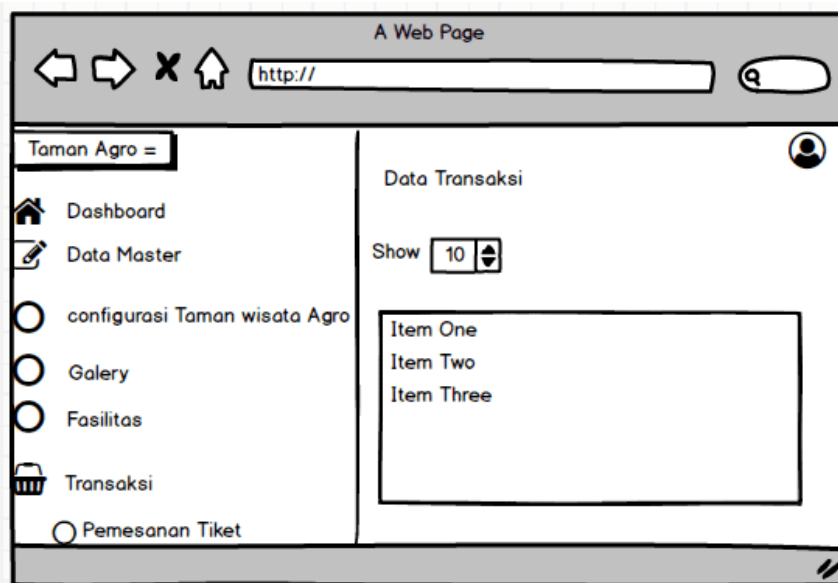 A Web Page
http://
Taman Agro =
Dashboard
Data Master
configurasi Taman wisata Agro
Galery
Fasilitas
Transaksi
Pemesanan Tiket
Data Transaksi
Show 10
Item One
Item Two
Item Three